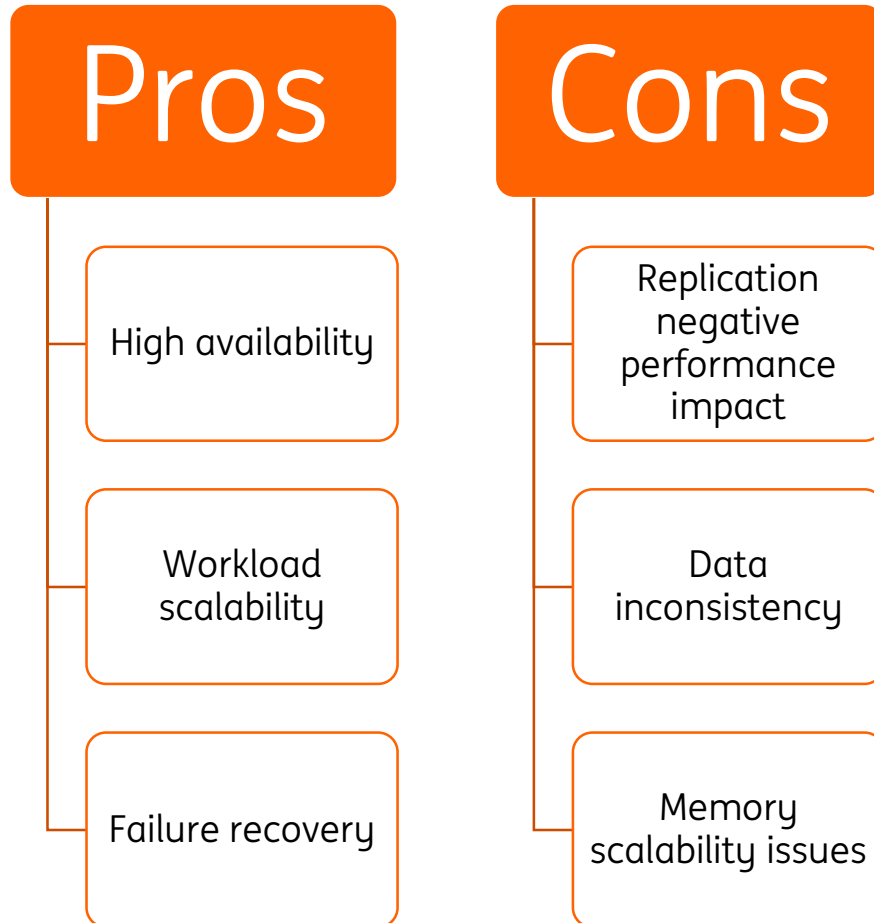 Pros
High availability
Workload
scalability
Failure recovery
Cons
Replication
negative
performance
impact
Data
inconsistency
Memory
scalability issues